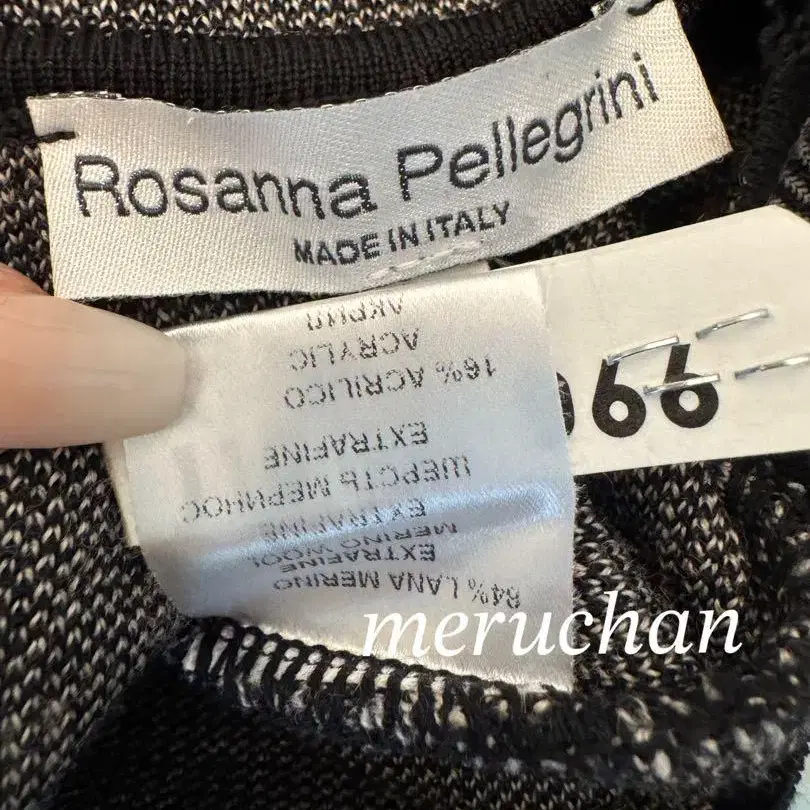 Rosanna Pellegrini
MADE IN ITALY
84% LANA MERINO
EXTRAFINE
MERINO WOOL
EXTRAFINE
ШЕРСТЬ МЕРИНОС
EXTRAFINE
16% ACRILICO
ACRYLIC
АКРИЛ
66
meruchan